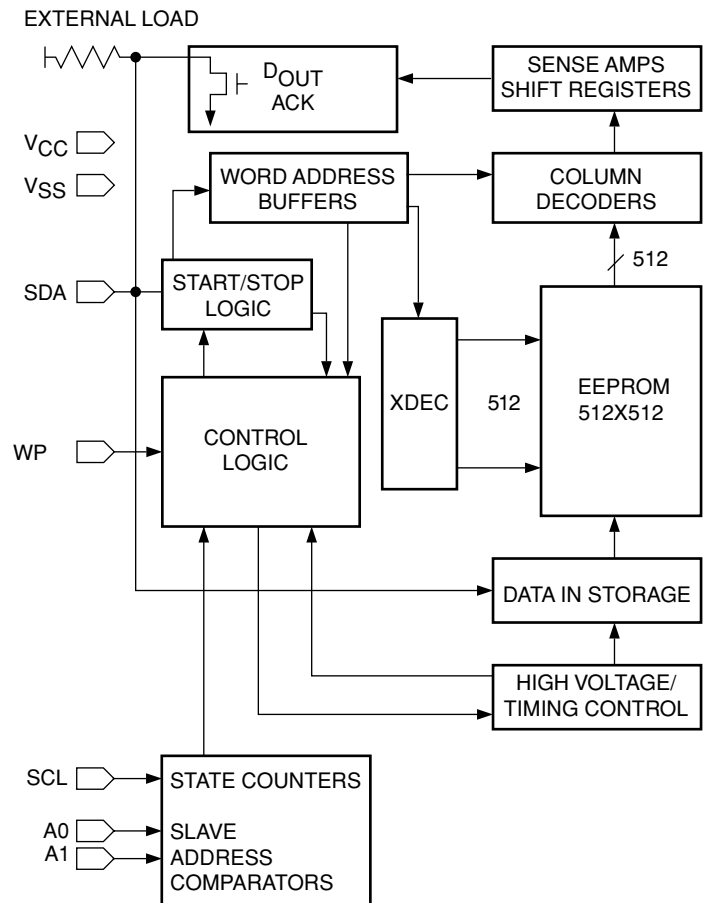 EXTERNAL LOAD
DOUT
ACK
SENSE AMPS
SHIFT REGISTERS
VCC
VSS
WORD ADDRESS
BUFFERS
COLUMN
DECODERS
512
SDA
START/STOP
LOGIC
XDEC
512
EEPROM
512X512
WP
CONTROL
LOGIC
DATA IN STORAGE
HIGH VOLTAGE/
TIMING CONTROL
SCL
STATE COUNTERS
A0
SLAVE
A1
ADDRESS
COMPARATORS